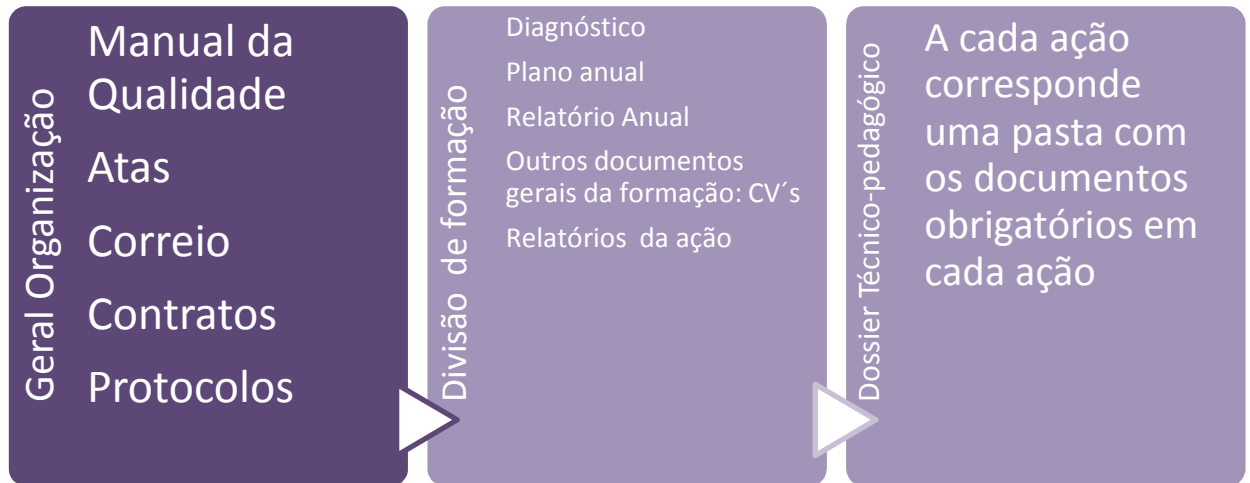 Geral Organização
Manual da
Qualidade
Atas
Correio
Contratos
Protocolos
Divisão de formação
Diagnóstico
Plano anual
Relatório Anual
Outros documentos
gerais da formação: CV´s
Relatórios da ação
Dossier Técnico-pedagógico
A cada ação
corresponde
uma pasta com
os documentos
obrigatórios em
cada ação